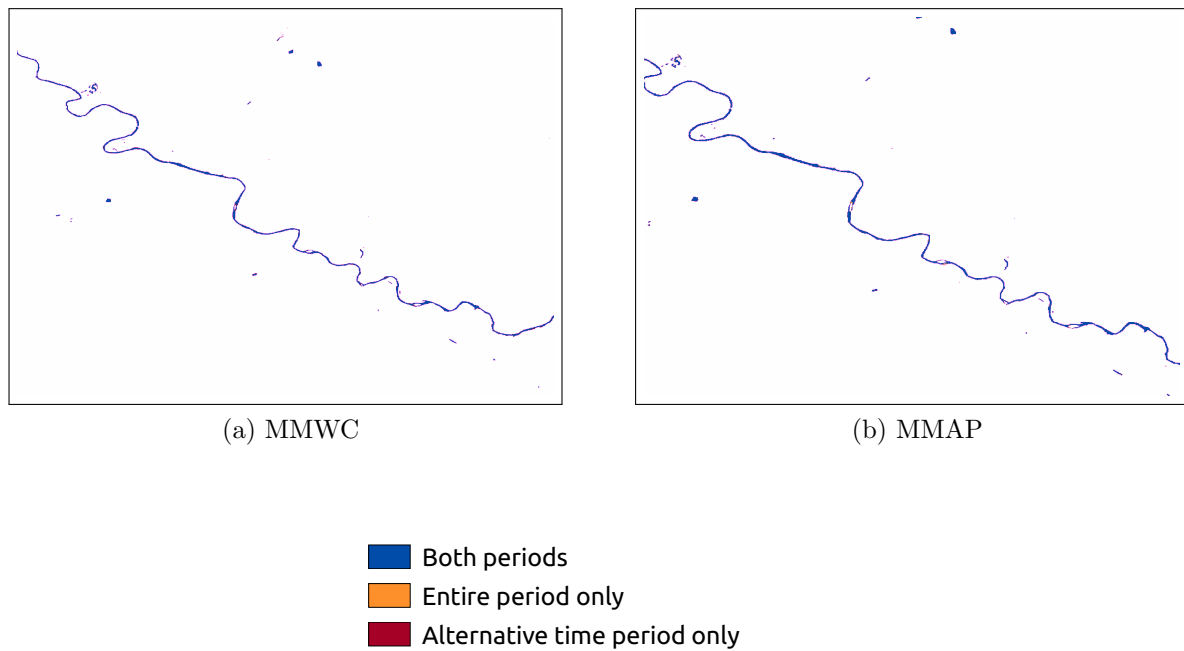 (a) MMWC
(b) MMAP
Both periods
Entire period only
Alternative time period only